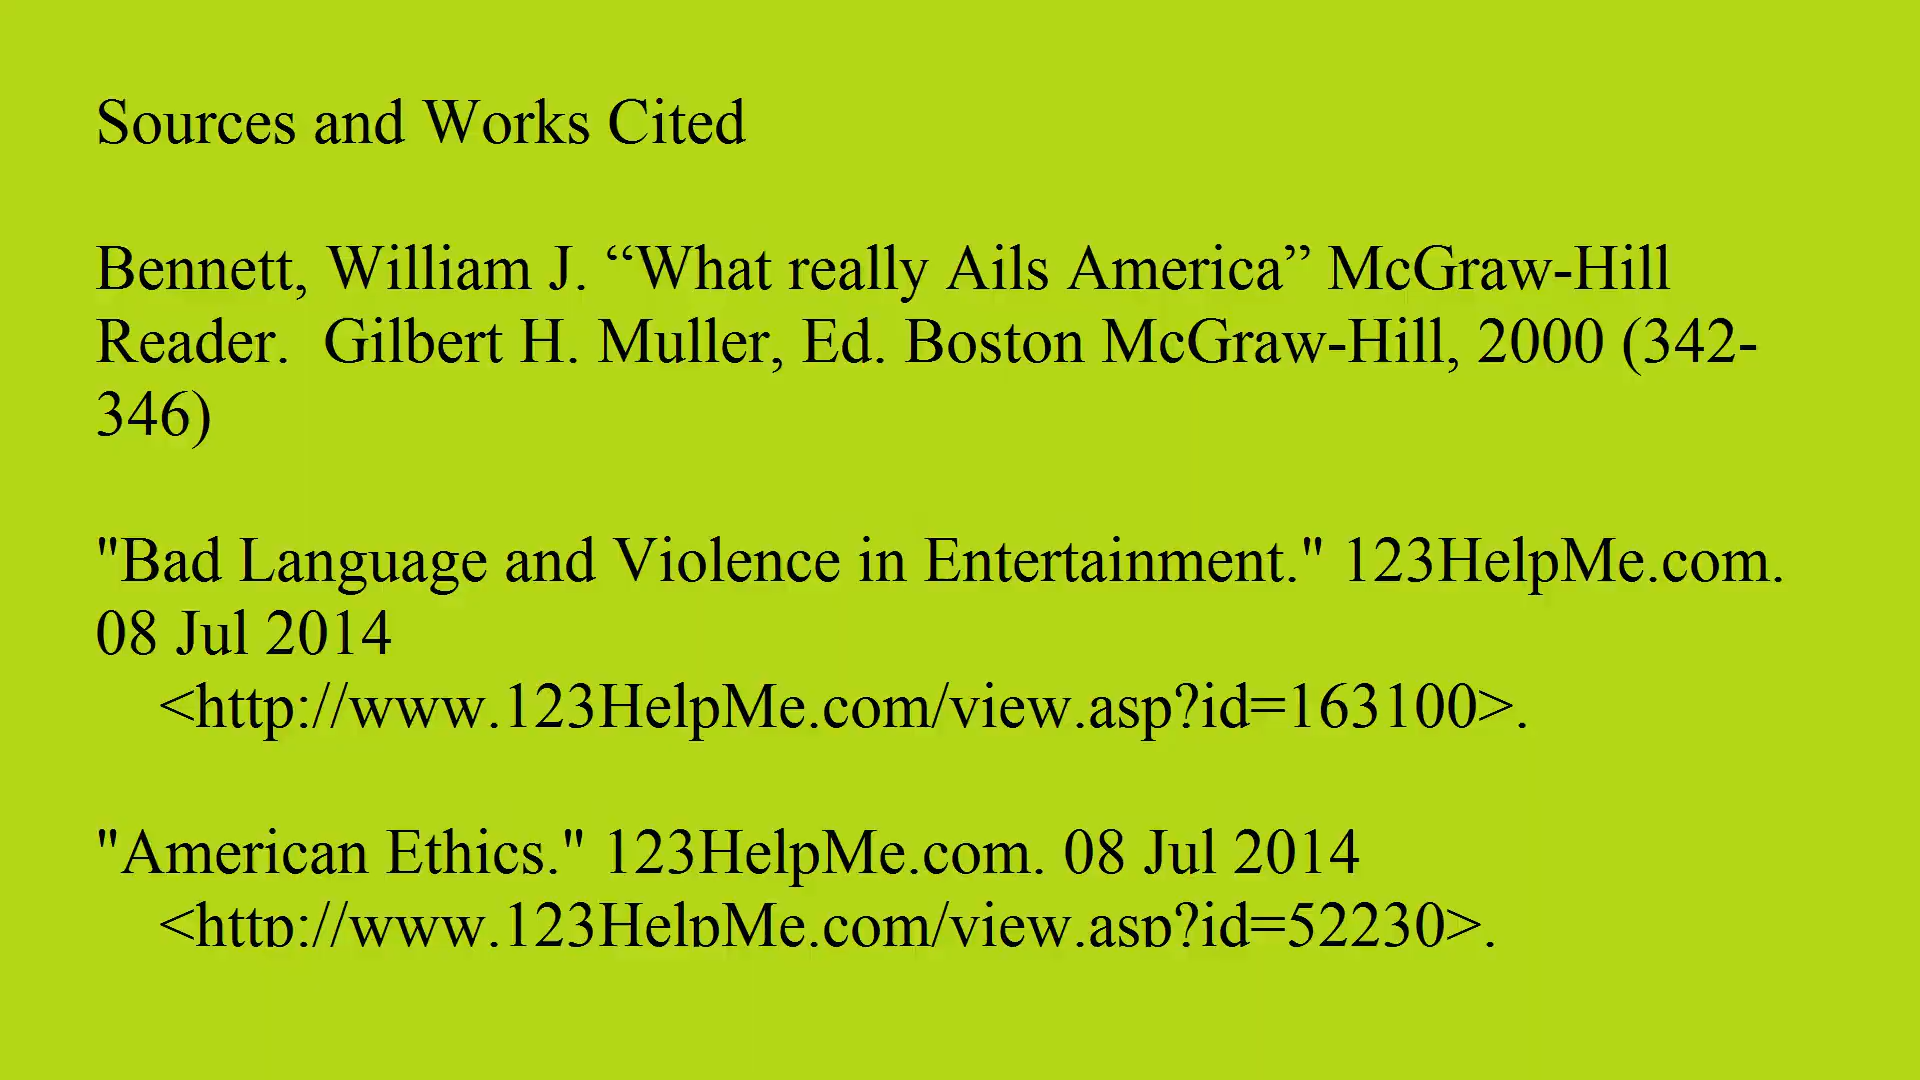 Sources and Works Cited
Bennett, William J. “What really Ails America” McGraw-Hill
Reader.  Gilbert H. Muller, Ed. Boston McGraw-Hill, 2000 (342-
346)
"Bad Language and Violence in Entertainment." 123HelpMe.com.
08 Jul 2014
<http://www.123HelpMe.com/view.asp?id=163100>.
"American Ethics." 123HelpMe.com. 08 Jul 2014
<http://www.123HelpMe.com/view.asp?id=52230>.